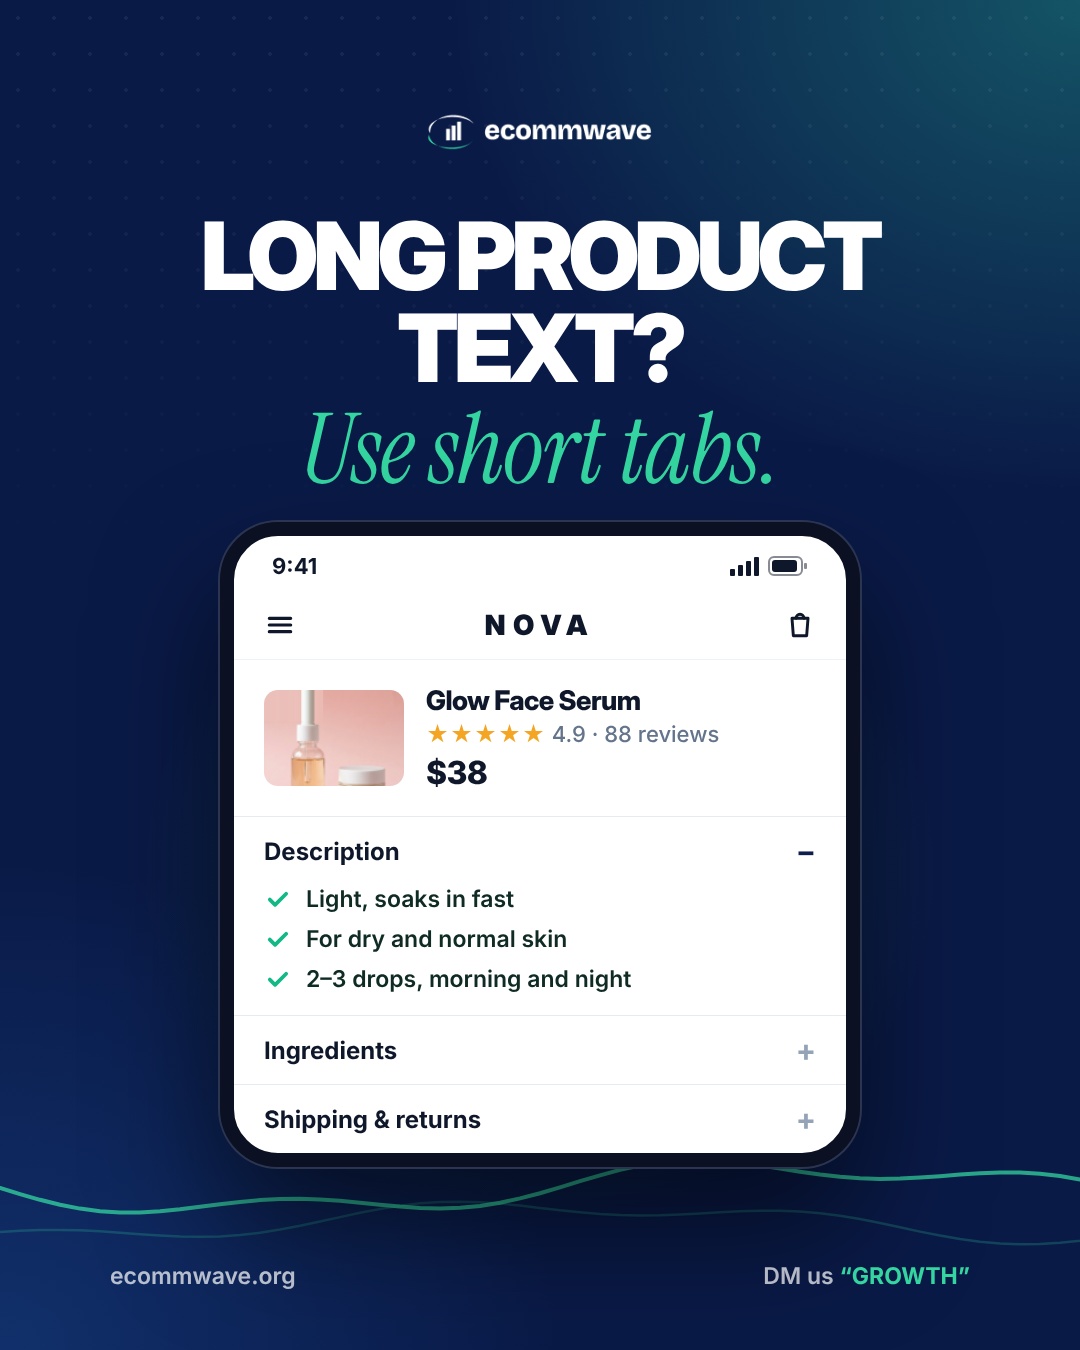 ecommwave
LONG PRODUCT
TEXT?
Use short tabs.
9:41
NOVA
Glow Face Serum
★★★★★ 4.9 · 88 reviews
$38
Description
Light, soaks in fast
For dry and normal skin
2–3 drops, morning and night
Ingredients
Shipping & returns
ecommwave.org
DM us “GROWTH”